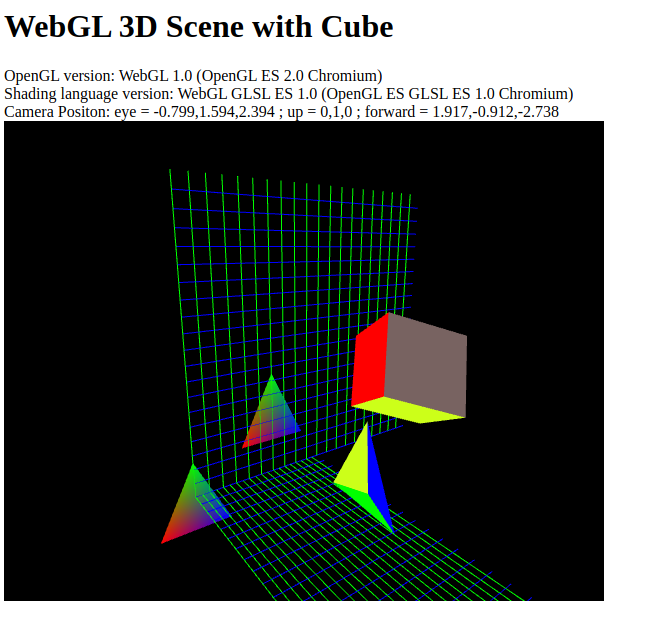 WebGL 3D Scene with Cube
OpenGL version: WebGL 1.0 (OpenGL ES 2.0 Chromium)
Shading language version: WebGL GLSL ES 1.0 (OpenGL ES GLSL ES 1.0 Chromium)
Camera Positon: eye = -0.799,1.594,2.394 ; up = 0,1,0 ; forward = 1.917,-0.912,-2.738